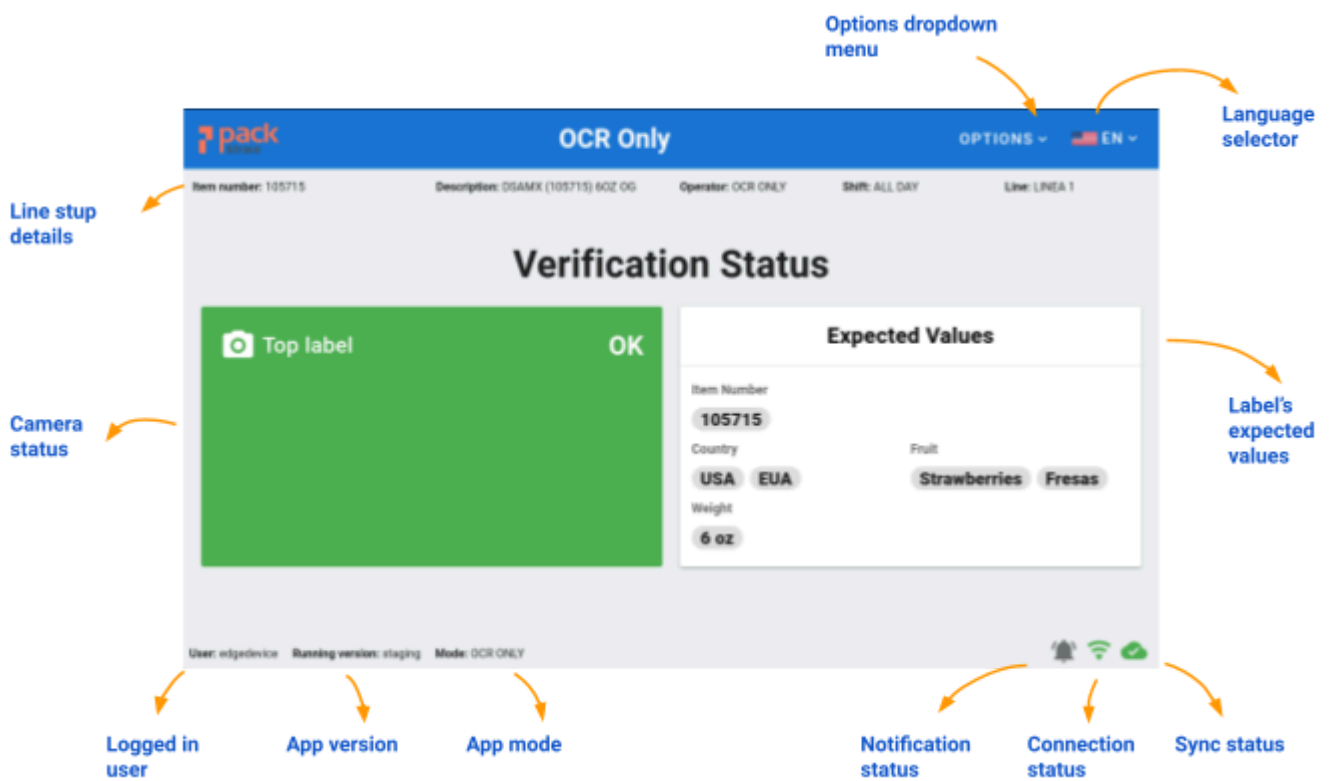 Options dropdown
menu
Language
selector
pack
OCR Only
OPTIONS
EN
Item number: 105715
Description: DSAMX (105715) 6OZ OG
Operator: OCR ONLY
Shift: ALL DAY
Line: LINEA 1
Line stup
details
Verification Status
Top label
OK
Expected Values
Item Number
105715
Country
Fruit
USA EUA
Strawberries Fresas
Weight
6 oz
Camera
status
Label's
expected
values
User: edgedevice
Running version: staging
Mode: OCR ONLY
Logged in
user
App version
App mode
Notification
status
Connection
status
Sync status